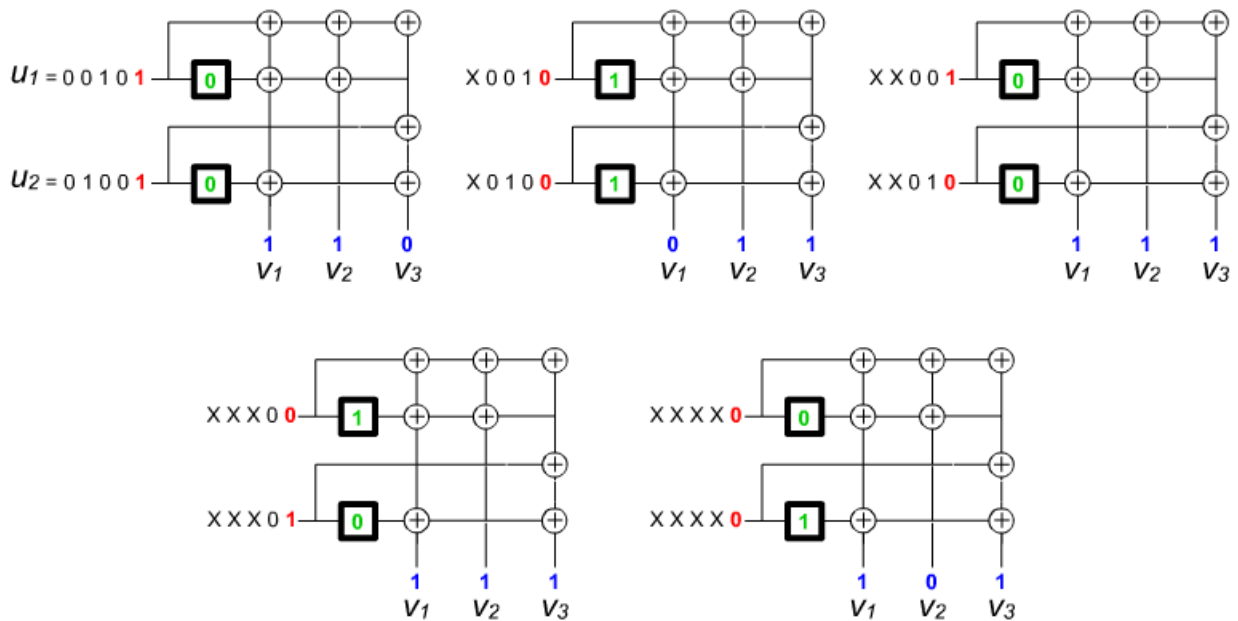 u1 = 0 0 1 0 1 0 X 0 0 1 0 1 X X 0 0 1 0
u2 = 0 1 0 0 1 0 X 0 1 0 0 1 X X 0 1 0 0
1 1 0 0 1 1 1 1 1
v1 v2 v3 v1 v2 v3 v1 v2 v3
X X X 0 0 1 X X X X 0 0
X X X 0 1 0 X X X X 0 1
1 1 1 1 0 1
v1 v2 v3 v1 v2 v3